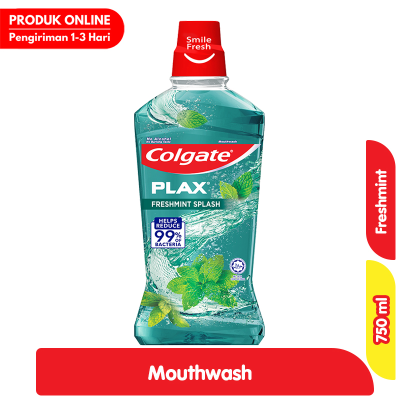 PRODUK ONLINE
Pengiriman 1-3 Hari
Smile
Fresh
Colgate
PLAX
FRESHMINT SPLASH
HELPS
REDUCE
99%
OF
BACTERIA
Freshmint
750 ml
Mouthwash